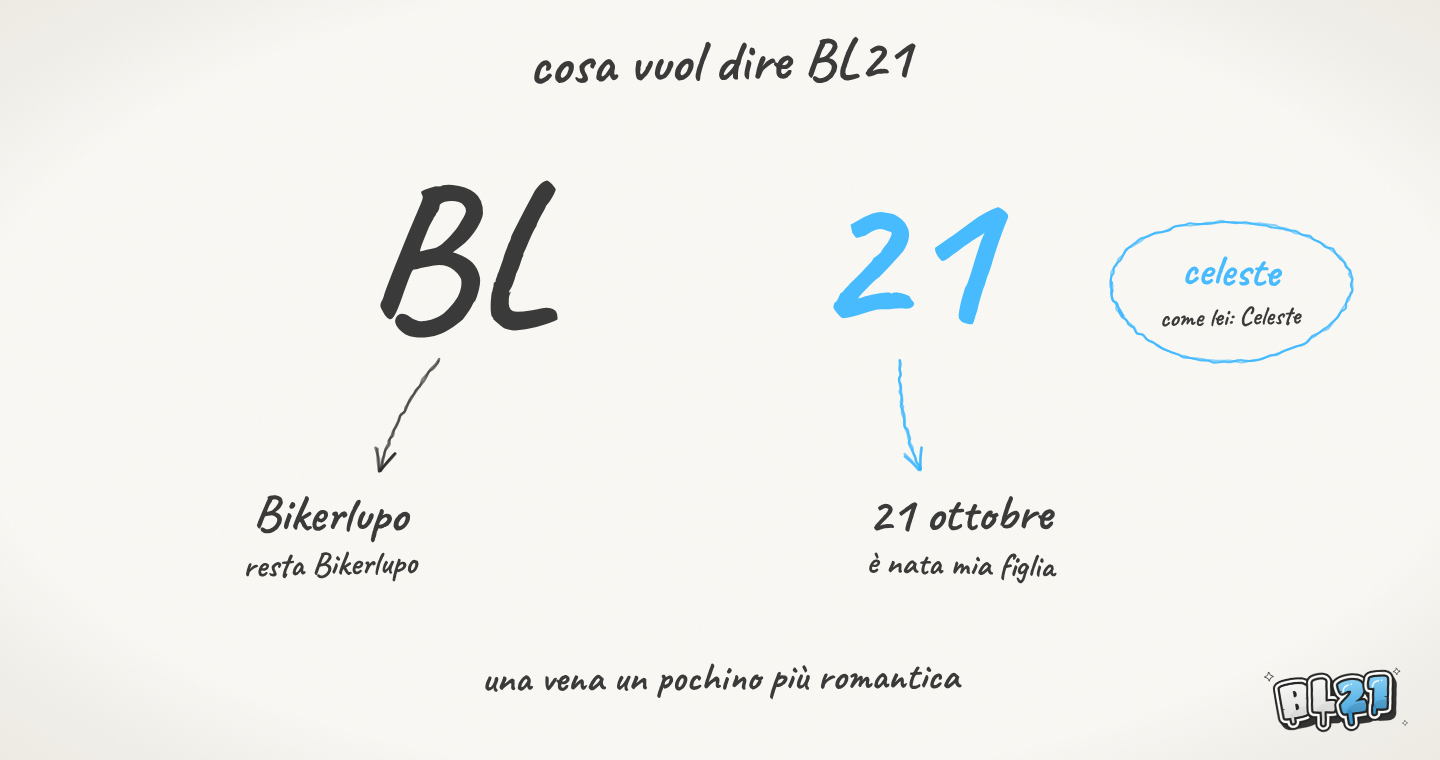 cosa vuol dire BL21
BL
21
celeste
come lei: Celeste
Bikerlupo
resta Bikerlupo
21 ottobre
è nata mia figlia
una vena un pochino più romantica
BL21